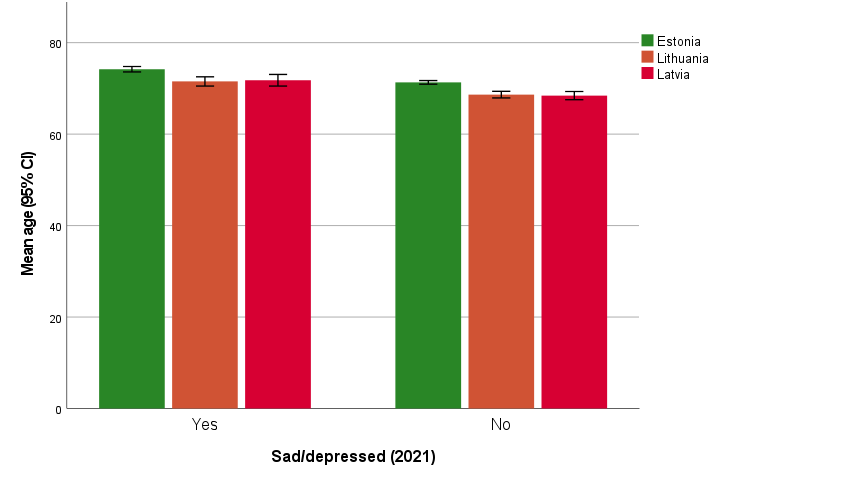 Estonia
Lithuania
Latvia
Mean age (95% CI)
80
60
40
20
0
Yes
No
Sad/depressed (2021)